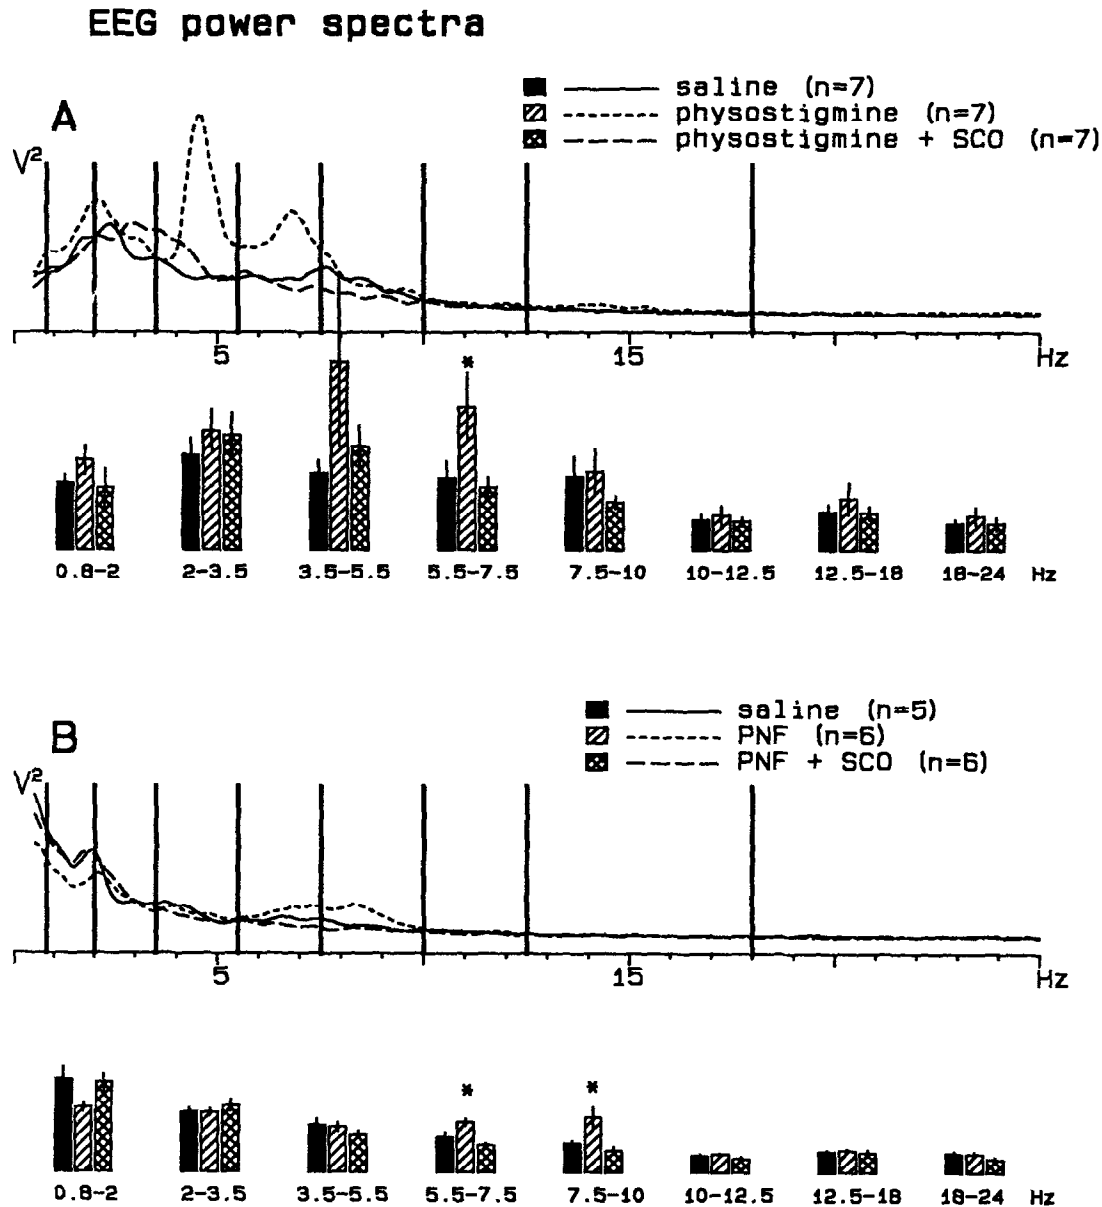 EEG power spectra
A
saline (n=7)
physostigmine (n=7)
physostigmine + SCO (n=7)
V²
5 15 Hz
*
0.8-2 2-3.5 3.5-5.5 5.5-7.5 7.5-10 10-12.5 12.5-18 18-24 Hz
B
saline (n=5)
PNF (n=6)
PNF + SCO (n=6)
V²
5 15 Hz
* *
0.8-2 2-3.5 3.5-5.5 5.5-7.5 7.5-10 10-12.5 12.5-18 18-24 Hz